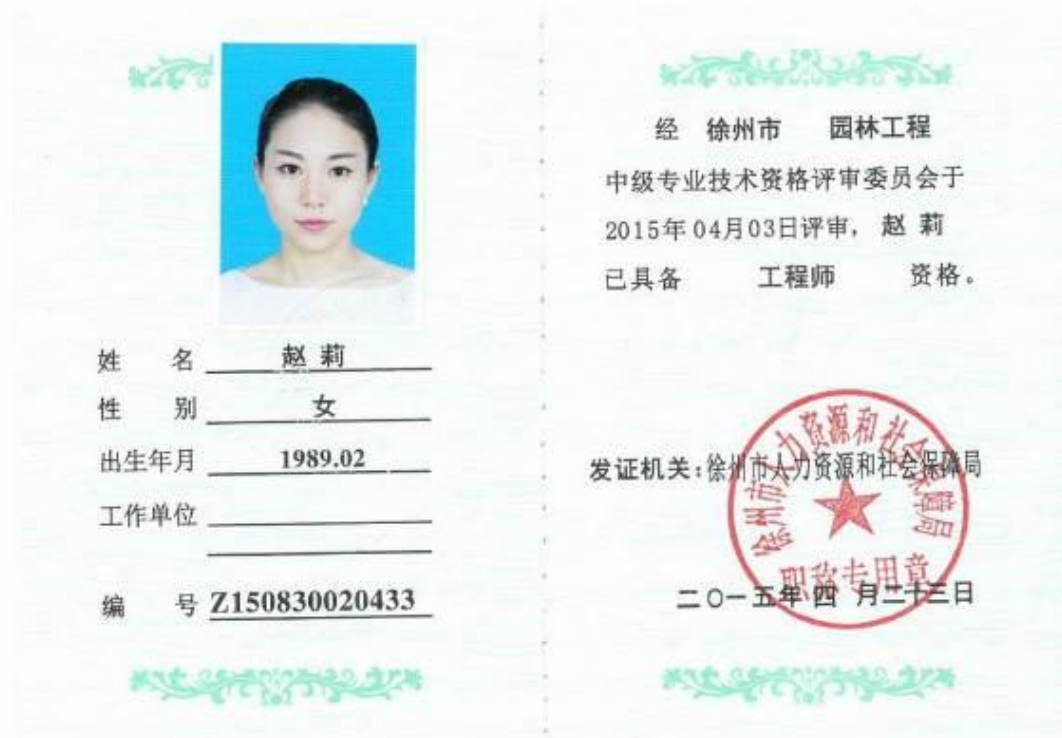 姓名 赵莉
性别 女
出生年月 1989.02
工作单位
编号 Z150830020433
经 徐州市 园林工程
中级专业技术资格评审委员会于
2015年04月03日评审，赵莉
已具备 工程师 资格。
发证机关：徐州市人力资源和社会保障局
二〇一五年四月二十三日
徐州市人力资源和社会保障局
职称专用章